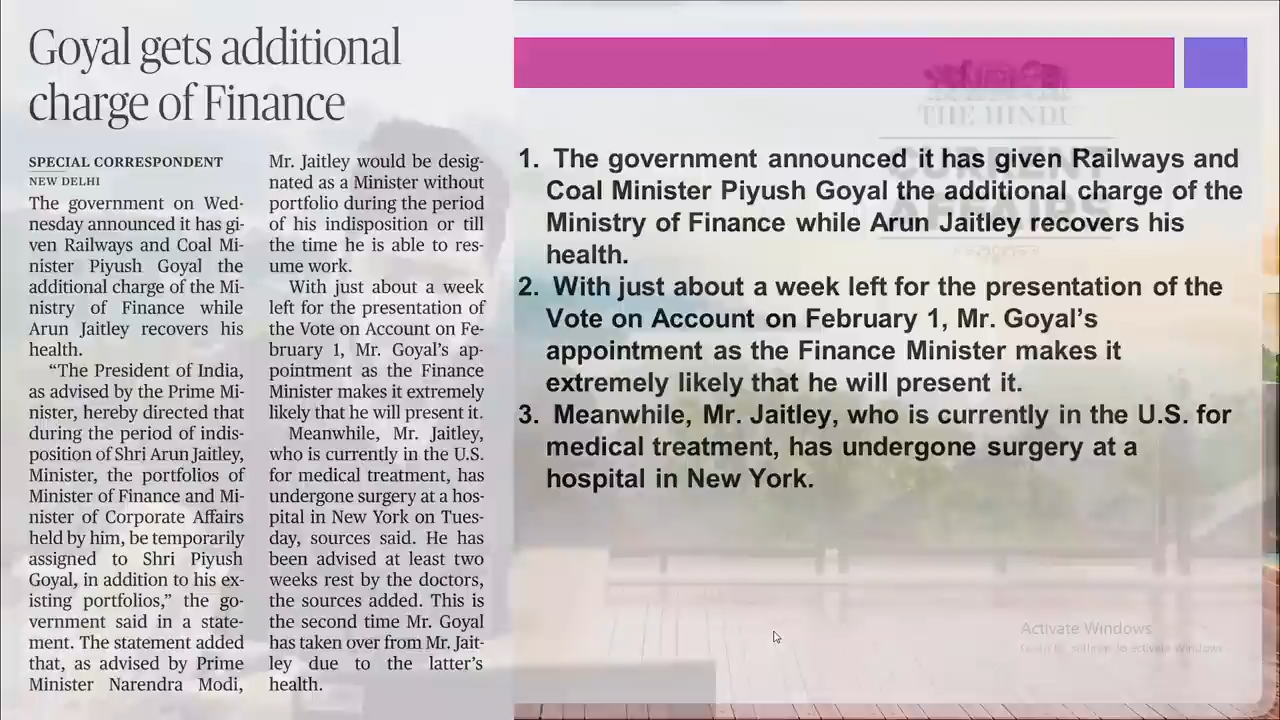 Goyal gets additional
charge of Finance
SPECIAL CORRESPONDENT
NEW DELHI
The government on Wed-
nesday announced it has gi-
ven Railways and Coal Mi-
nister Piyush Goyal the
additional charge of the Mi-
nistry of Finance while
Arun Jaitley recovers his
health.
“The President of India,
as advised by the Prime Mi-
nister, hereby directed that
during the period of indis-
position of Shri Arun Jaitley,
Minister, the portfolios of
Minister of Finance and Mi-
nister of Corporate Affairs
held by him, be temporarily
assigned to Shri Piyush
Goyal, in addition to his ex-
isting portfolios,” the go-
vernment said in a state-
ment. The statement added
that, as advised by Prime
Minister Narendra Modi,
Mr. Jaitley would be desig-
nated as a Minister without
portfolio during the period
of his indisposition or till
the time he is able to res-
ume work.
With just about a week
left for the presentation of
the Vote on Account on Fe-
bruary 1, Mr. Goyal’s ap-
pointment as the Finance
Minister makes it extremely
likely that he will present it.
Meanwhile, Mr. Jaitley,
who is currently in the U.S.
for medical treatment, has
undergone surgery at a hos-
pital in New York on Tues-
day, sources said. He has
been advised at least two
weeks rest by the doctors,
the sources added. This is
the second time Mr. Goyal
has taken over from Mr. Jait-
ley due to the latter’s
health.
THE HINDU
CURRENT
AFFAIRS
1. The government announced it has given Railways and
Coal Minister Piyush Goyal the additional charge of the
Ministry of Finance while Arun Jaitley recovers his
health.
2. With just about a week left for the presentation of the
Vote on Account on February 1, Mr. Goyal’s
appointment as the Finance Minister makes it
extremely likely that he will present it.
3. Meanwhile, Mr. Jaitley, who is currently in the U.S. for
medical treatment, has undergone surgery at a
hospital in New York.
Activate Windows
to activate Windows.